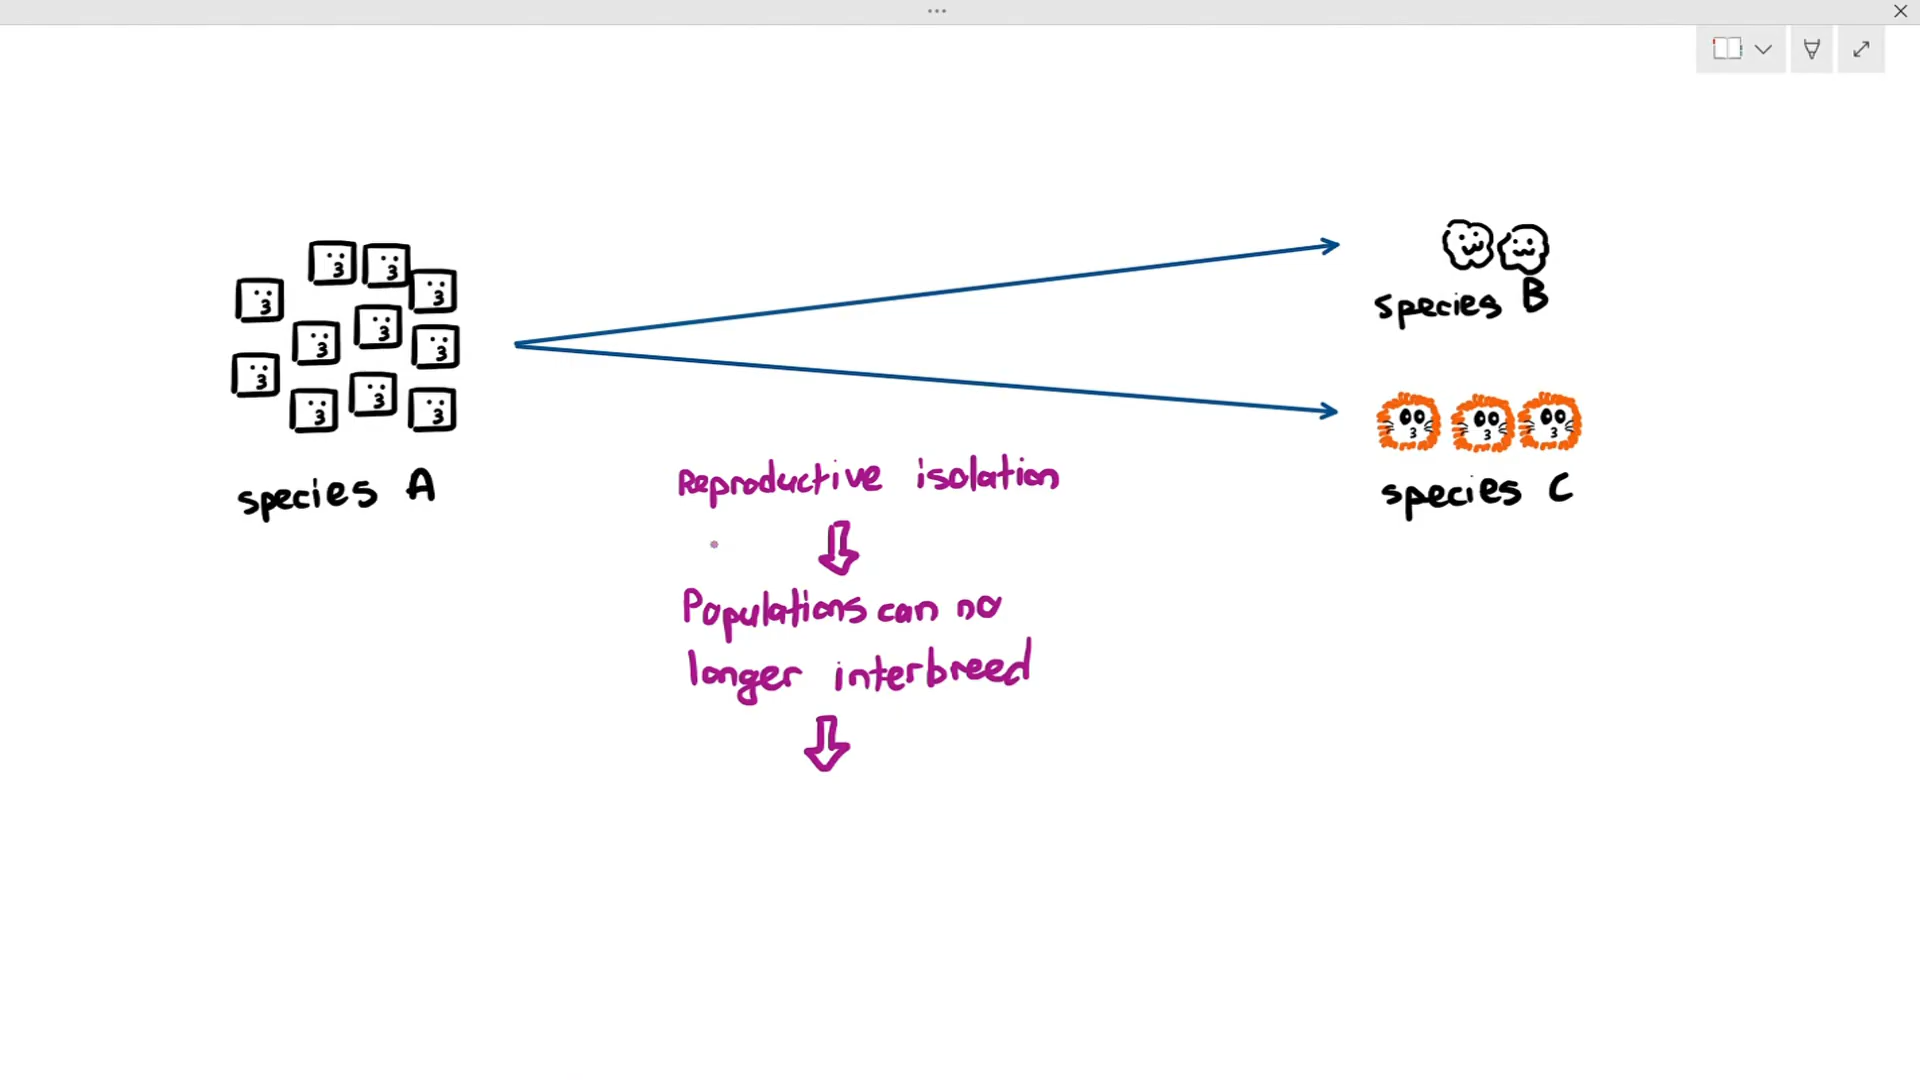 species A
species B
species C
Reproductive isolation
Populations can no
longer interbreed